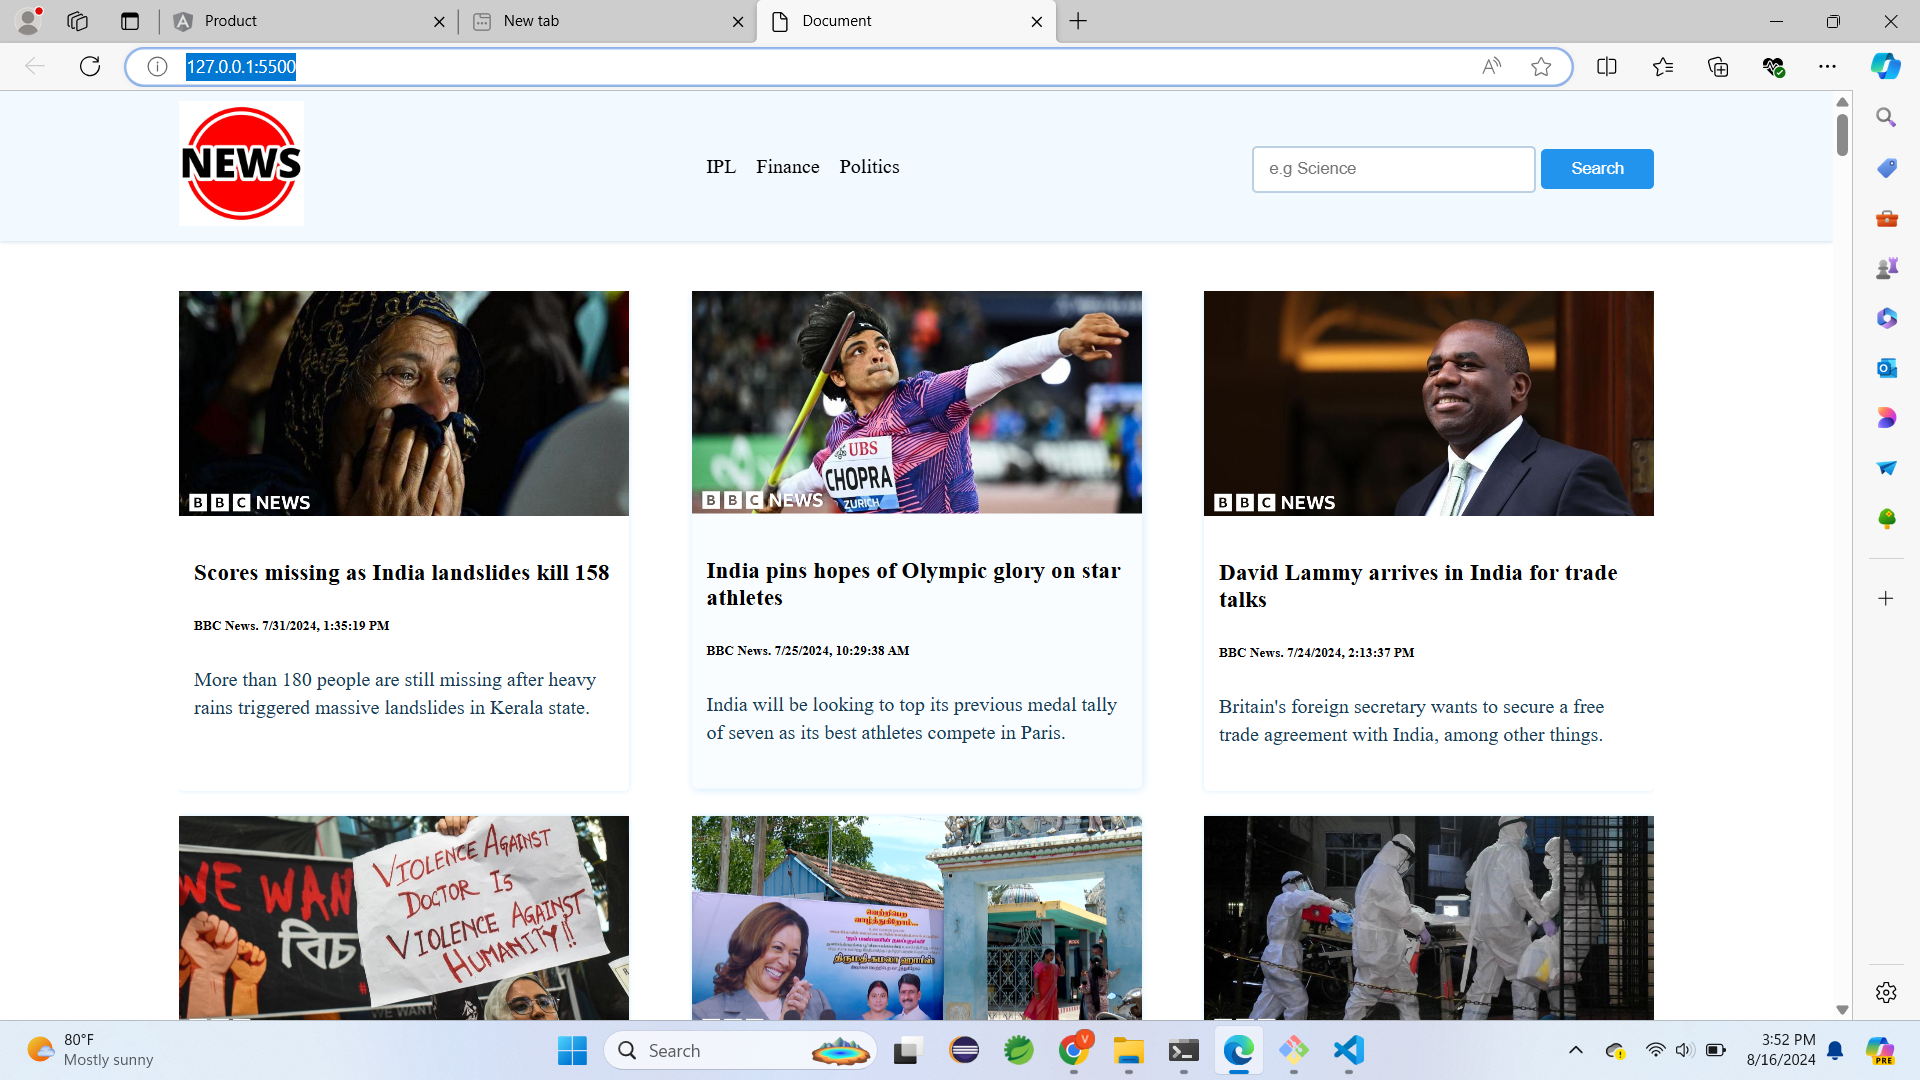 Product
New tab
Document
127.0.0.1:5500
NEWS
IPL Finance Politics
e.g Science
Search
UBS
CHOPRA
ZURICH
BBC NEWS
BBC NEWS
BBC NEWS
Scores missing as India landslides kill 158
BBC News. 7/31/2024, 1:35:19 PM
More than 180 people are still missing after heavy
rains triggered massive landslides in Kerala state.
India pins hopes of Olympic glory on star
athletes
BBC News. 7/25/2024, 10:29:38 AM
India will be looking to top its previous medal tally
of seven as its best athletes compete in Paris.
David Lammy arrives in India for trade
talks
BBC News. 7/24/2024, 2:13:37 PM
Britain's foreign secretary wants to secure a free
trade agreement with India, among other things.
WE WAN
বিচ
VIOLENCE AGAINST
DOCTOR IS
VIOLENCE AGAINST
HUMANITY!!
WE WANT
80°F
Mostly sunny
Search
V
3:52 PM
8/16/2024
PRE